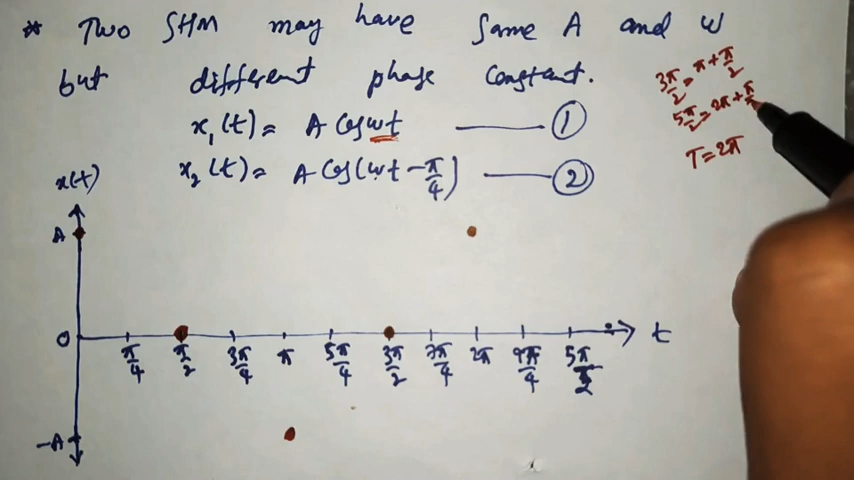 * Two SHM may have same A and ω
but different phase constant.
3π/2 = π + π/2
5π/2 = 2π + π/
T = 2π
x₁(t) = A Cos ωt ——— ①
x₂(t) = A Cos(ωt - π/4) ——— ②
x(t)
A
0
π/4 π/2 3π/4 π 5π/4 3π/2 7π/4 2π 9π/4 5π/2 t
-A